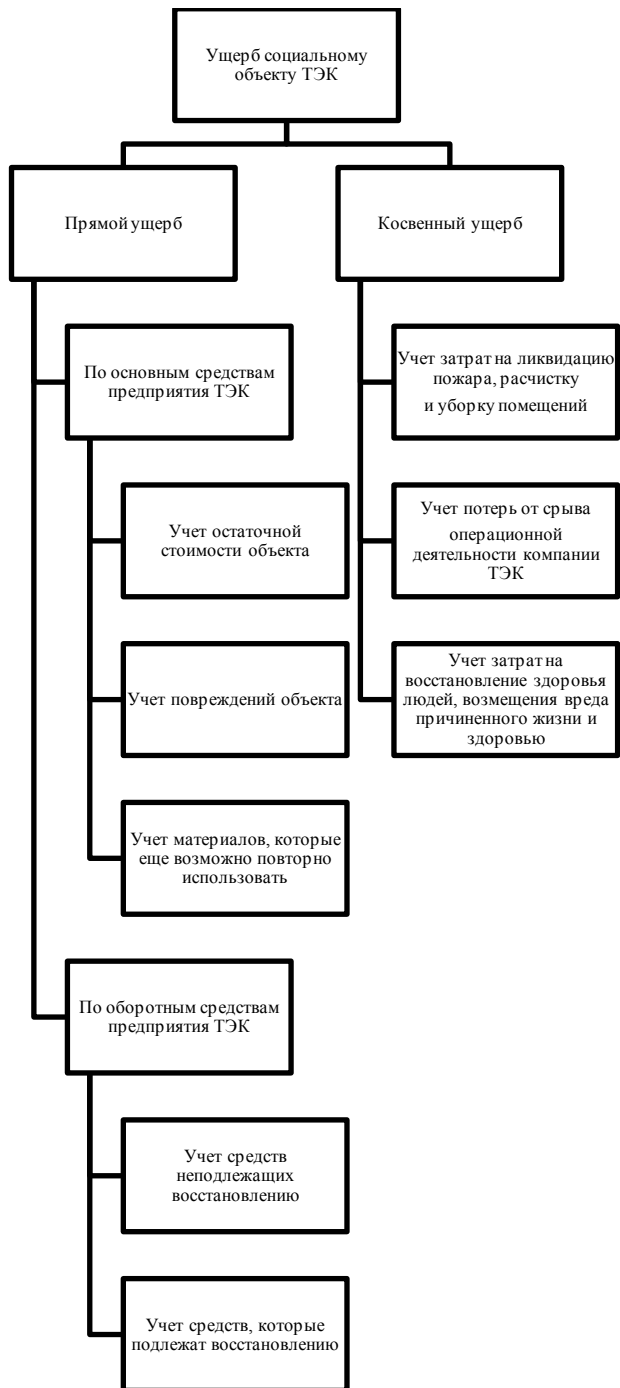 Ущерб социальному
объекту ТЭК
Прямой ущерб
Косвенный ущерб
По основным средствам
предприятия ТЭК
Учет остаточной
стоимости объекта
Учет повреждений объекта
Учет материалов, которые
еще возможно повторно
использовать
По оборотным средствам
предприятия ТЭК
Учет средств
неподлежащих
восстановлению
Учет средств, которые
подлежат восстановлению
Учет затрат на ликвидацию
пожара, расчистку
и уборку помещений
Учет потерь от срыва
операционной
деятельности компании
ТЭК
Учет затрат на
восстановление здоровья
людей, возмещения вреда
причиненного жизни и
здоровью